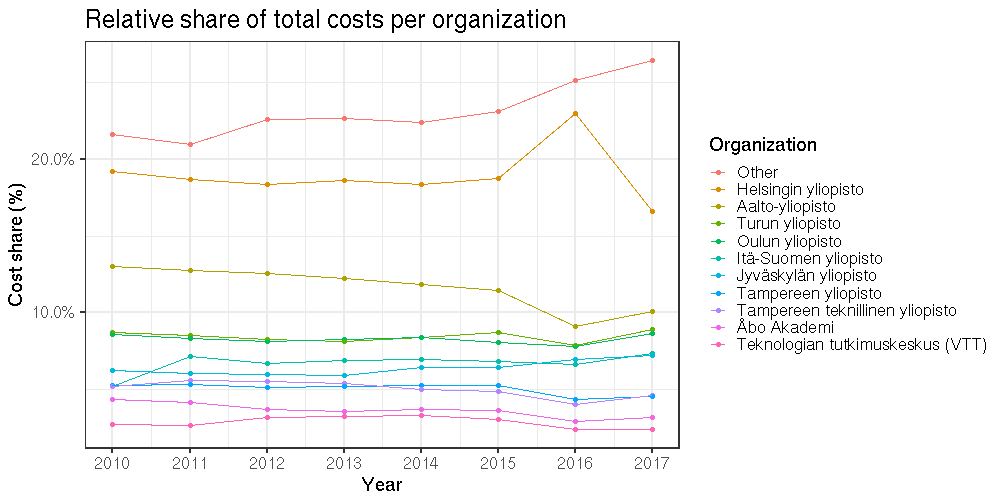 Relative share of total costs per organization
Cost share (%)
20.0%
10.0%
2010 2011 2012 2013 2014 2015 2016 2017
Year
Organization
Other
Helsingin yliopisto
Aalto-yliopisto
Turun yliopisto
Oulun yliopisto
Itä-Suomen yliopisto
Jyväskylän yliopisto
Tampereen yliopisto
Tampereen teknillinen yliopisto
Åbo Akademi
Teknologian tutkimuskeskus (VTT)